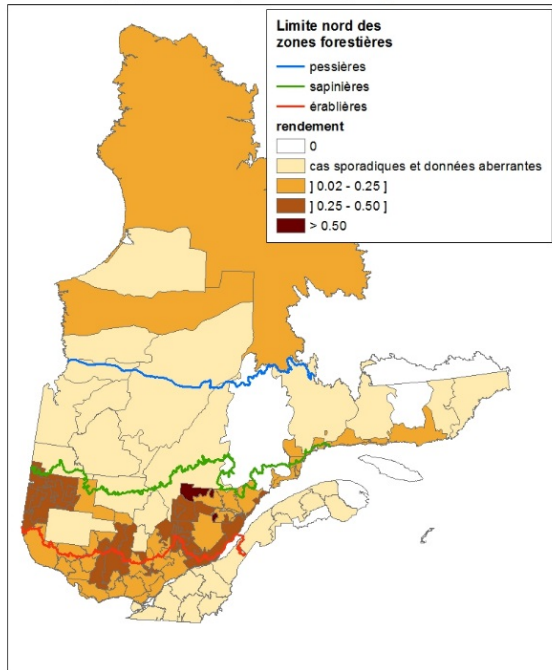 Limite nord des
zones forestières
pessières
sapinières
érablières
rendement
0
cas sporadiques et données aberrantes
] 0.02 - 0.25 ]
] 0.25 - 0.50 ]
> 0.50